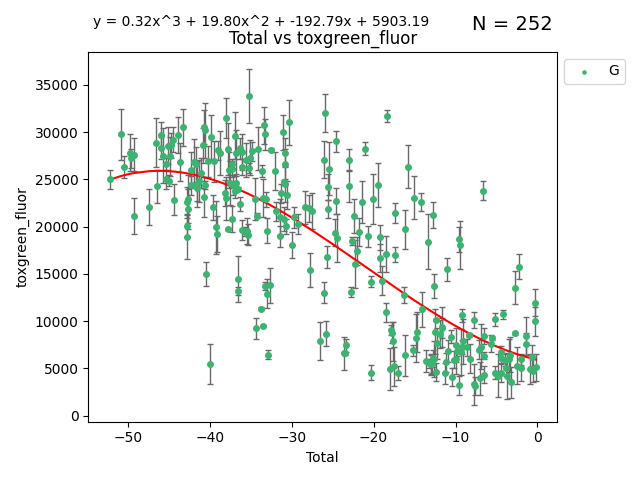 y = 0.32x^3 + 19.80x^2 + -192.79x + 5903.19
N = 252
Total vs toxgreen_fluor
G
35000
30000
25000
20000
15000
10000
5000
0
toxgreen_fluor
−50 −40 −30 −20 −10 0
Total